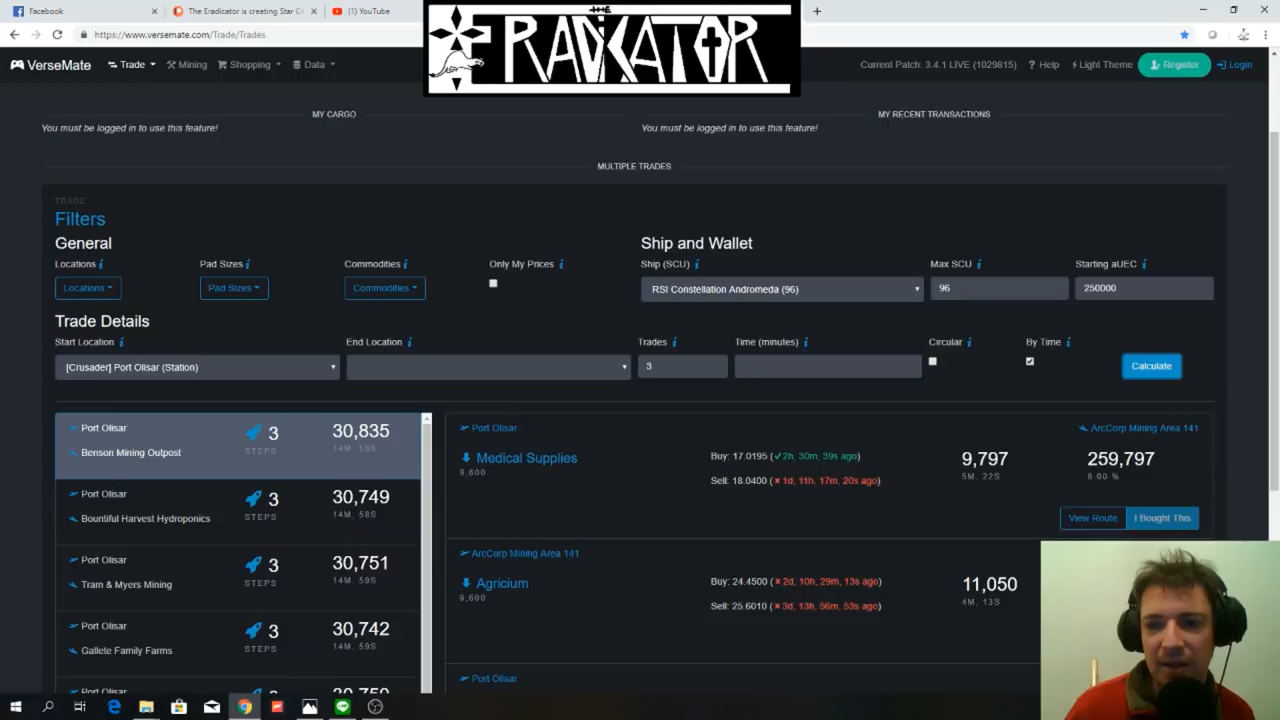 Facebook
The Eradicator is creating Star Ci
(1) YouTube
THE
ERADICATOR
https://www.versemate.com/Trade/Trades
VerseMate
Trade
Mining
Shopping
Data
Current Patch: 3.4.1 LIVE (1029815)
Help
Light Theme
Register
Login
MY CARGO
MY RECENT TRANSACTIONS
You must be logged in to use this feature!
You must be logged in to use this feature!
MULTIPLE TRADES
TRADE
Filters
General
Ship and Wallet
Locations
Pad Sizes
Commodities
Only My Prices
Ship (SCU)
Max SCU
Starting aUEC
Locations
Pad Sizes
Commodities
RSI Constellation Andromeda (96)
96
250000
Trade Details
Start Location
End Location
Trades
Time (minutes)
Circular
By Time
[Crusader] Port Olisar (Station)
3
Calculate
Port Olisar
Benson Mining Outpost
3
STEPS
30,835
14M, 59S
Port Olisar
Bountiful Harvest Hydroponics
3
STEPS
30,749
14M, 58S
Port Olisar
Tram & Myers Mining
3
STEPS
30,751
14M, 59S
Port Olisar
Gallete Family Farms
3
STEPS
30,742
14M, 59S
Port Olisar
Port Olisar
ArcCorp Mining Area 141
Medical Supplies
9,600
Buy: 17.0195 (✓2h, 30m, 39s ago)
Sell: 18.0400 (× 1d, 11h, 17m, 20s ago)
9,797
5M, 22S
259,797
6.00 %
View Route
I Bought This
ArcCorp Mining Area 141
Agricium
9,600
Buy: 24.4500 (× 2d, 10h, 29m, 13s ago)
Sell: 25.6010 (× 3d, 13h, 56m, 53s ago)
11,050
4M, 13S
Port Olisar